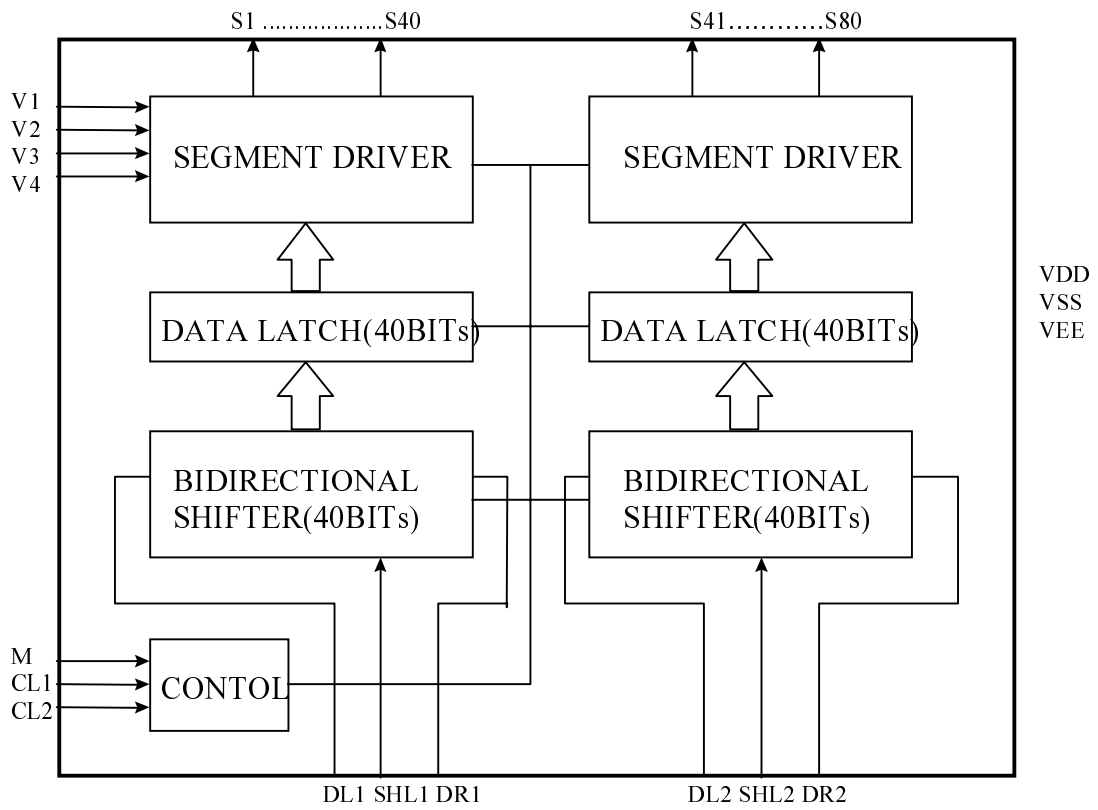 S1 ...................S40
S41............S80
V1
V2
V3
V4
SEGMENT DRIVER
SEGMENT DRIVER
VDD
VSS
VEE
DATA LATCH(40BITs)
DATA LATCH(40BITs)
BIDIRECTIONAL
SHIFTER(40BITs)
BIDIRECTIONAL
SHIFTER(40BITs)
M
CL1
CL2
CONTOL
DL1 SHL1 DR1
DL2 SHL2 DR2